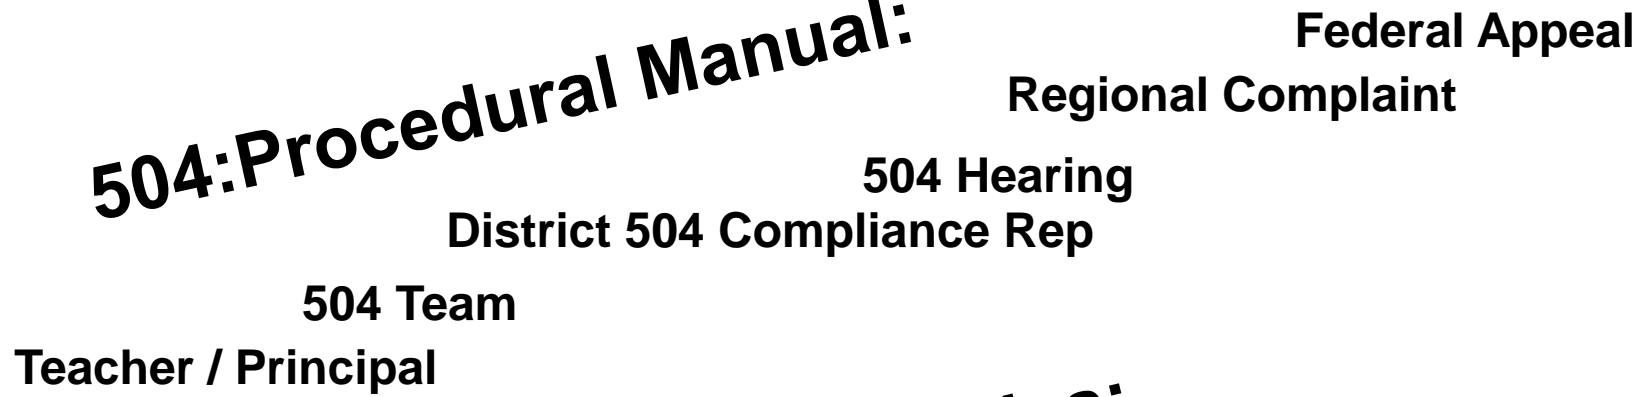 504:Procedural Manual:
Federal Appeal
Regional Complaint
504 Hearing
District 504 Compliance Rep
504 Team
Teacher / Principal